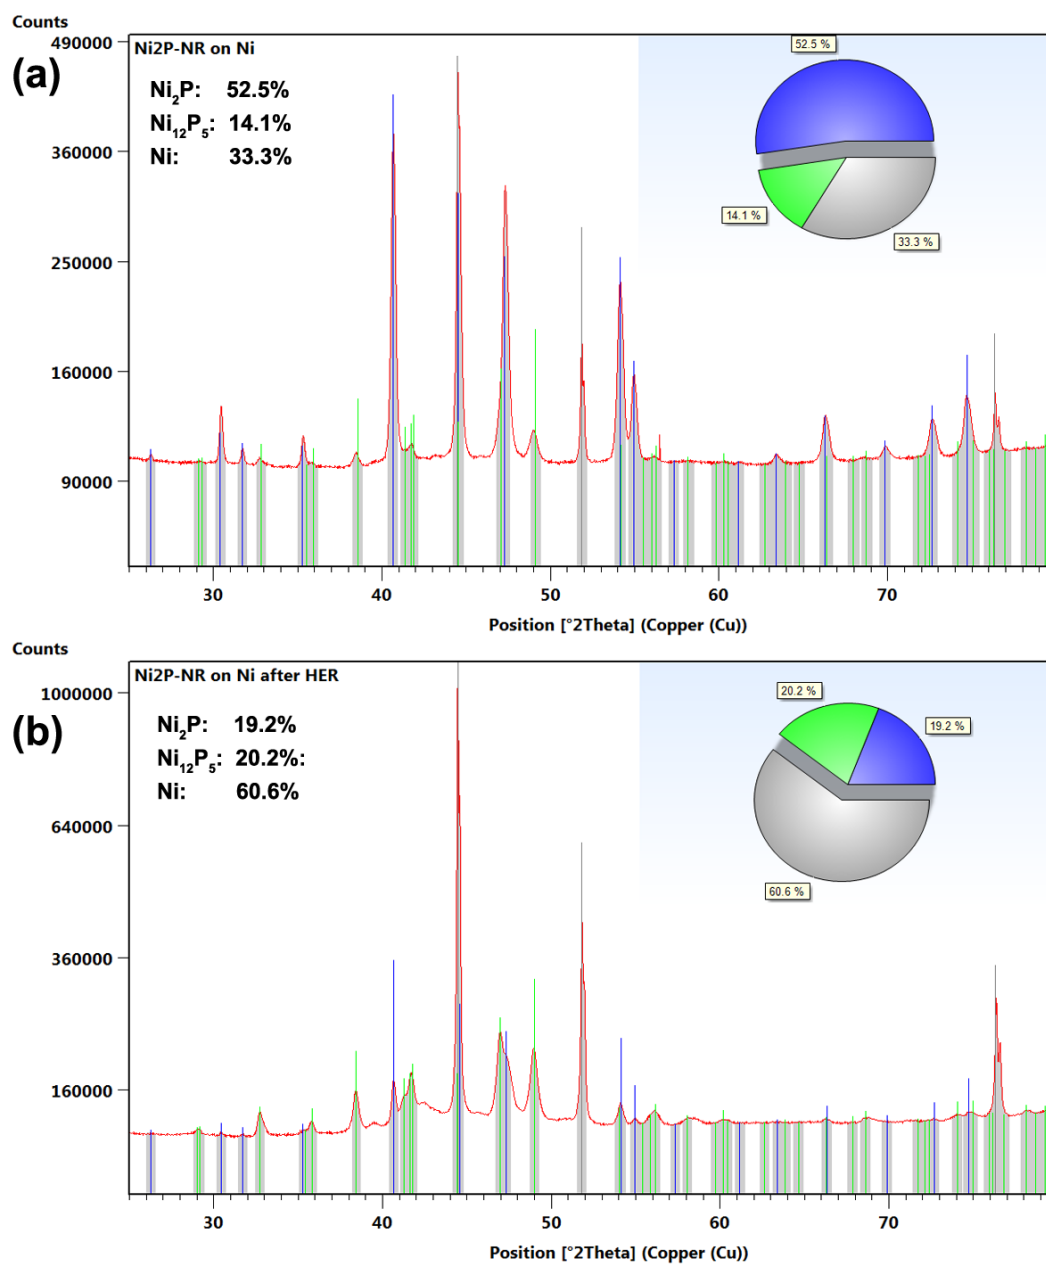 Counts
490000
Ni2P-NR on Ni
(a)
Ni₂P: 52.5%
Ni₁₂P₅: 14.1%
Ni: 33.3%
52.5 %
14.1 %
33.3 %
360000
250000
160000
90000
30 40 50 60 70
Position [°2Theta] (Copper (Cu))
Counts
Ni2P-NR on Ni after HER
1000000
(b)
Ni₂P: 19.2%
Ni₁₂P₅: 20.2%:
Ni: 60.6%
20.2 %
19.2 %
60.6 %
640000
360000
160000
30 40 50 60 70
Position [°2Theta] (Copper (Cu))